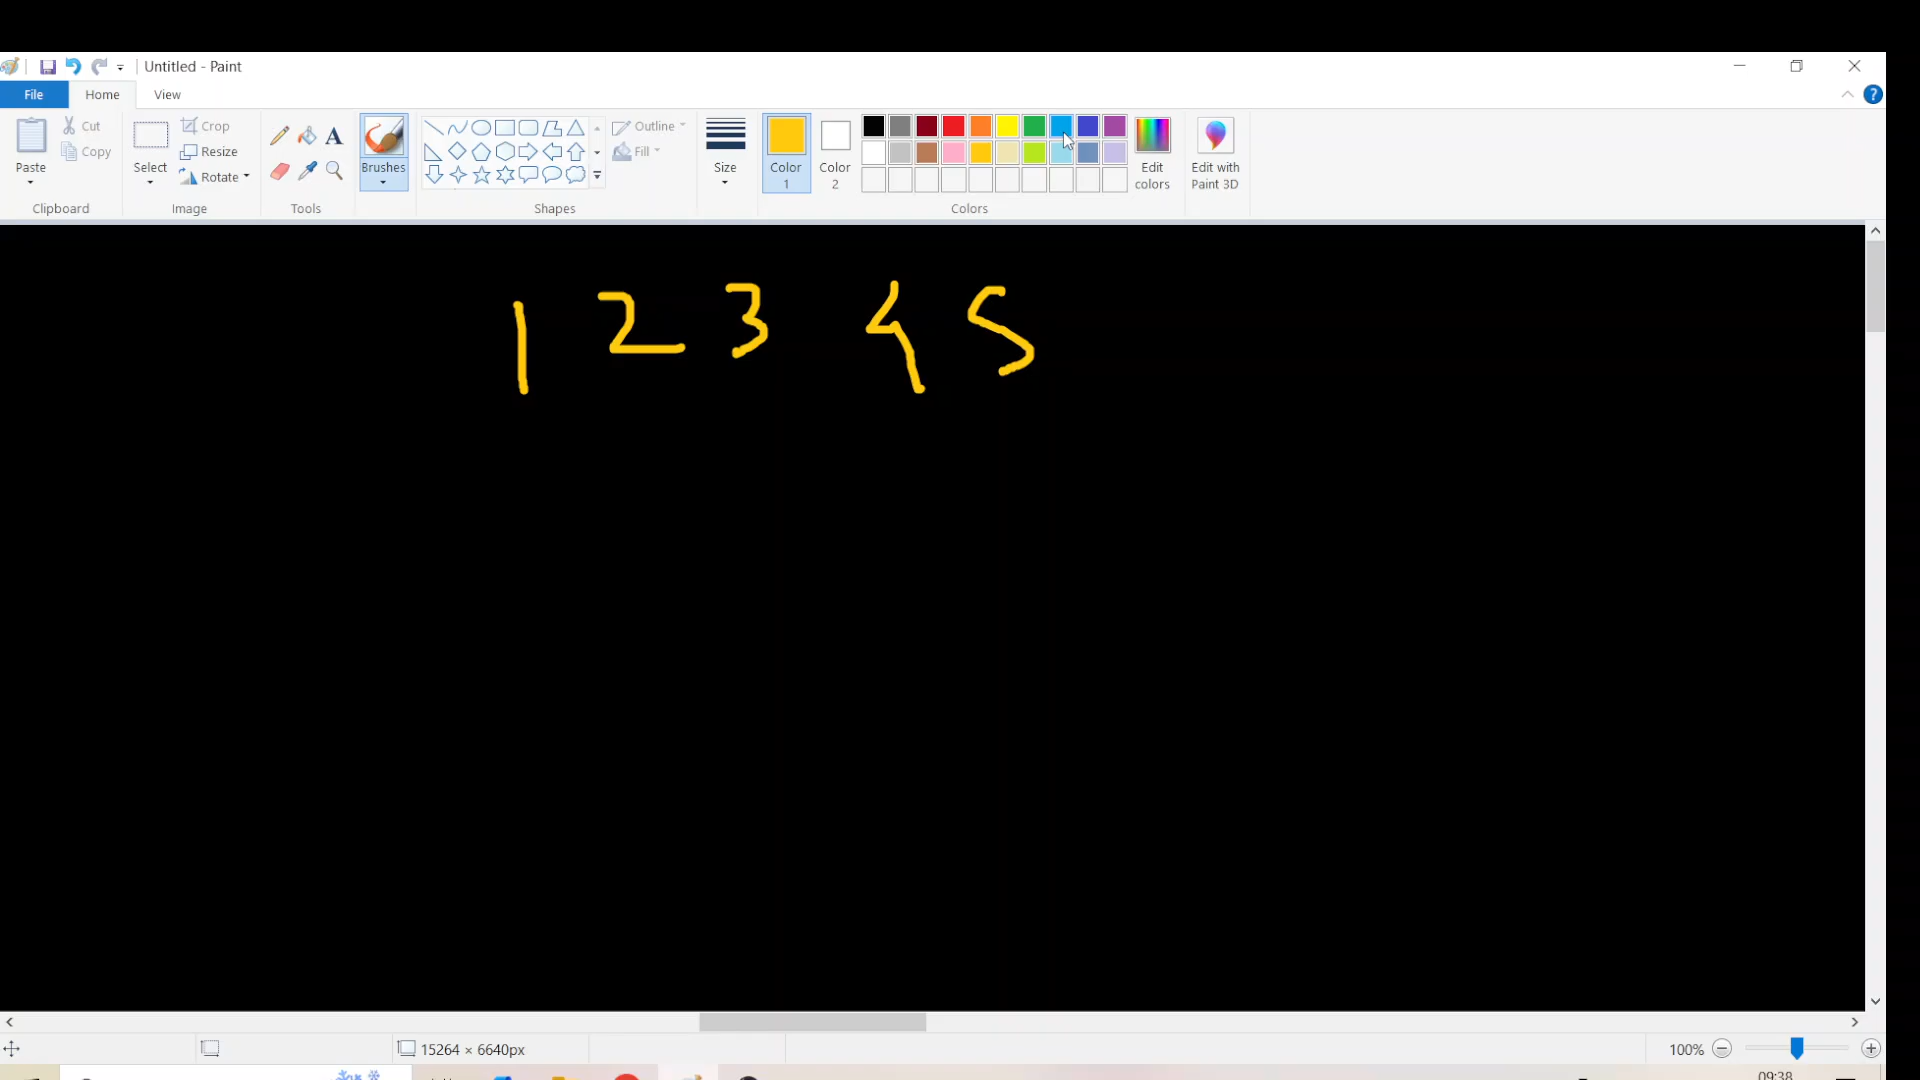 Untitled - Paint
File Home View
Paste Cut Copy Select Crop Resize Rotate Brushes Outline Fill Size Color 1 Color 2 Edit colors Edit with Paint 3D
Clipboard Image Tools Shapes Colors
1 2 3 4 5
15264 × 6640px 100%
09:38